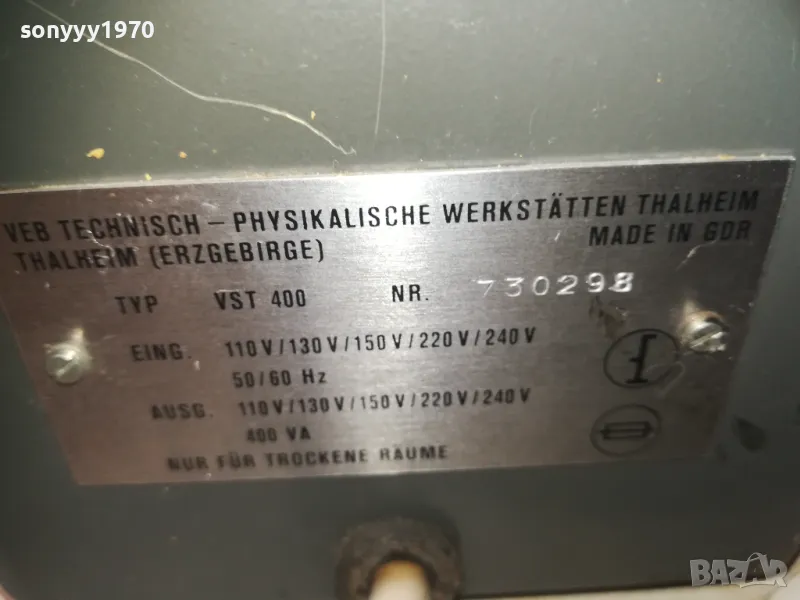 sonyyy1970
VEB TECHNISCH – PHYSIKALISCHE WERKSTÄTTEN THALHEIM
THALHEIM (ERZGEBIRGE) MADE IN GDR
TYP VST 400 NR. 730298
EING. 110 V / 130 V / 150 V / 220 V / 240 V
50/60 Hz
AUSG. 110 V / 130 V / 150 V / 220 V / 240 V
400 VA
NUR FÜR TROCKENE RÄUME
BAZAR